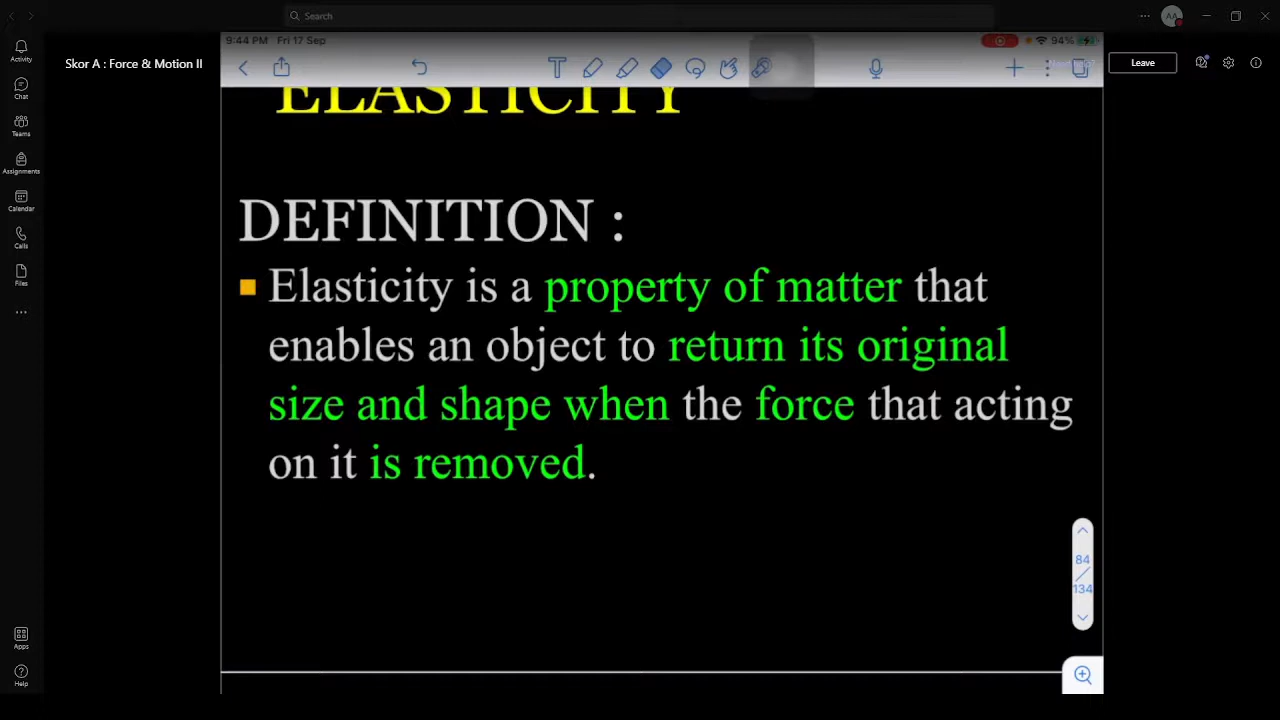 Search
AA
9:44 PM Fri 17 Sep
94%
Activity
Skor A : Force & Motion II
Leave
Chat
Teams
Assignments
Calendar
Calls
Files
Apps
Help
ELASTICITY
DEFINITION :
Elasticity is a property of matter that
enables an object to return its original
size and shape when the force that acting
on it is removed.
84
134